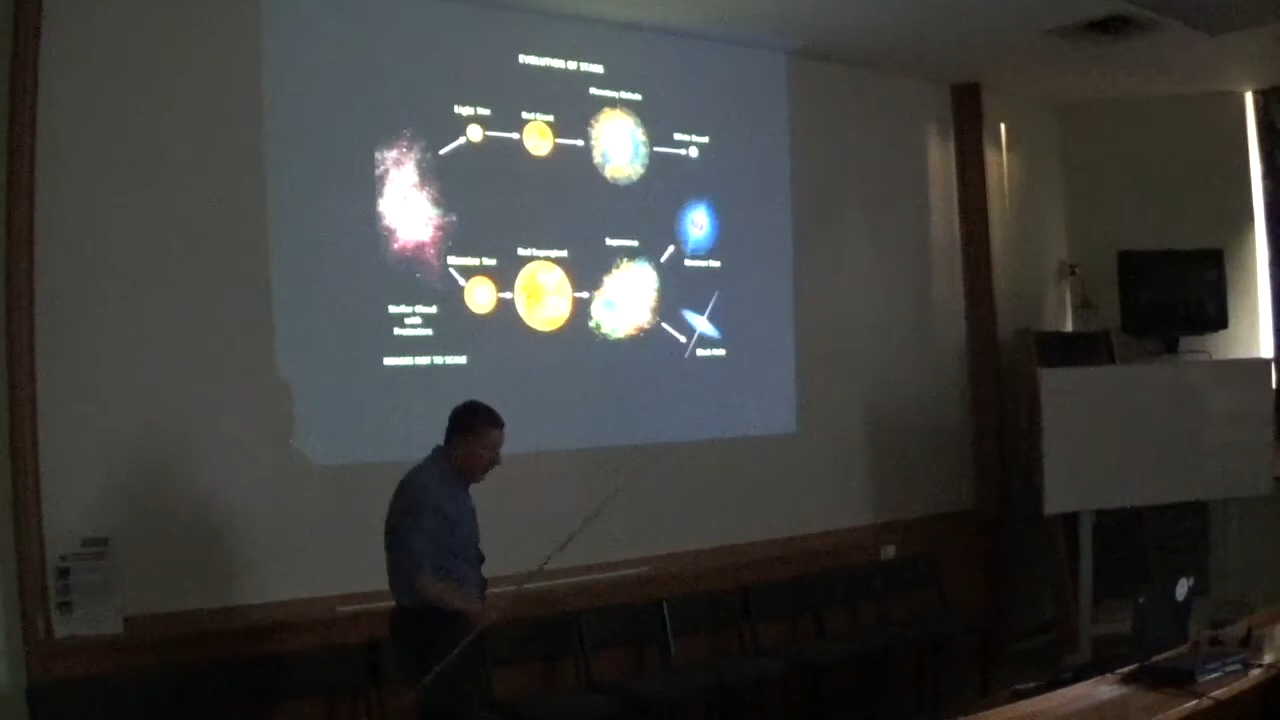 EVOLUTION OF STARS
Planetary Nebula
Light Star
Red Giant
White Dwarf
Supernova
Red Supergiant
Massive Star
Neutron Star
Stellar Cloud
with
Protostars
Black Hole
IMAGES NOT TO SCALE